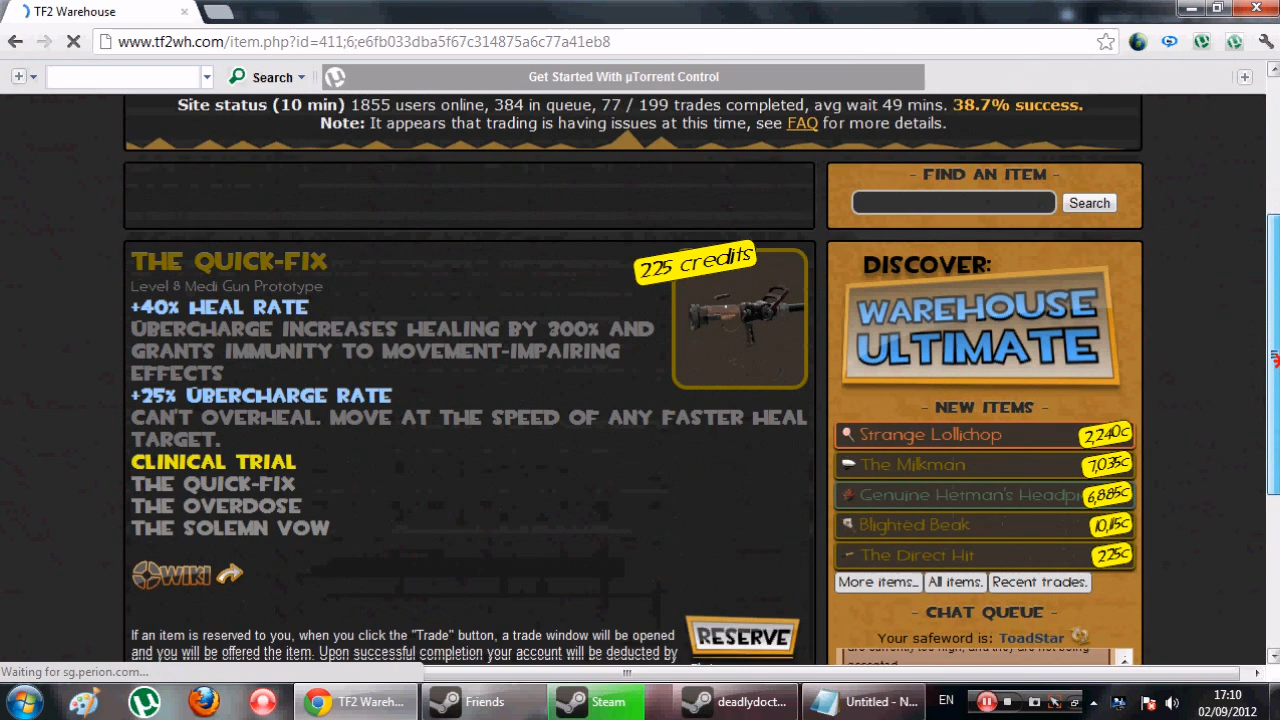 TF2 Warehouse
www.tf2wh.com/item.php?id=411;6;e6fb033dba5f67c314875a6c77a41eb8
Search
Get Started With µTorrent Control
Site status (10 min) 1855 users online, 384 in queue, 77 / 199 trades completed, avg wait 49 mins. 38.7% success.
Note: It appears that trading is having issues at this time, see FAQ for more details.
- FIND AN ITEM -
Search
THE QUICK-FIX
225 credits
Level 8 Medi Gun Prototype
+40% HEAL RATE
ÜBERCHARGE INCREASES HEALING BY 300% AND
GRANTS IMMUNITY TO MOVEMENT-IMPAIRING
EFFECTS
+25% ÜBERCHARGE RATE
CAN'T OVERHEAL. MOVE AT THE SPEED OF ANY FASTER HEAL
TARGET.
CLINICAL TRIAL
THE QUICK-FIX
THE OVERDOSE
THE SOLEMN VOW
WIKI
If an item is reserved to you, when you click the "Trade" button, a trade window will be opened
and you will be offered the item. Upon successful completion your account will be deducted by
RESERVE
DISCOVER:
WAREHOUSE
ULTIMATE
- NEW ITEMS -
Strange Lollichop 2,240c
The Milkman 7,035c
Genuine Hetman's Headpi 6,885c
Blighted Beak 10,115c
The Direct Hit 225c
More items... All items. Recent trades.
- CHAT QUEUE -
Your safeword is: ToadStar
Waiting for sg.perion.com...
TF2 Wareh...
Friends
Steam
deadlydoct...
Untitled - N...
EN
17:10
02/09/2012